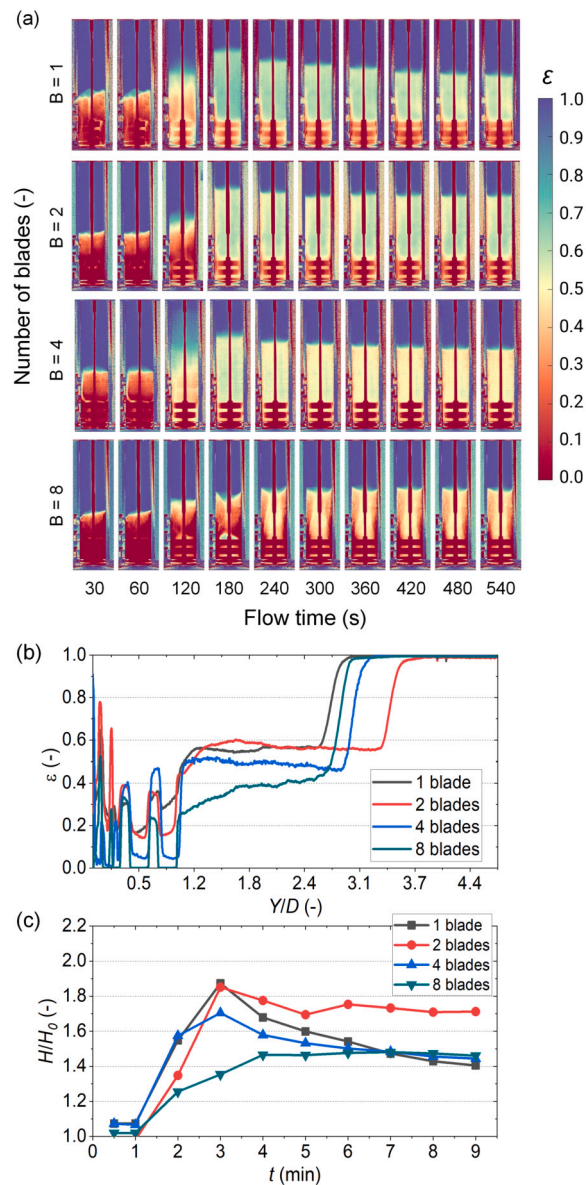 (a)
ε
B = 1
B = 2
B = 4
B = 8
Number of blades (-)
1.0
0.9
0.8
0.7
0.6
0.5
0.4
0.3
0.2
0.1
0.0
30 60 120 180 240 300 360 420 480 540
Flow time (s)
(b)
1.0
0.8
0.6
0.4
0.2
0.0
ε (-)
1 blade
2 blades
4 blades
8 blades
0.5 1.2 1.8 2.4 3.1 3.7 4.4
Y/D (-)
(c)
2.2
2.0
1.8
1.6
1.4
1.2
1.0
H/H0 (-)
1 blade
2 blades
4 blades
8 blades
0 1 2 3 4 5 6 7 8 9
t (min)